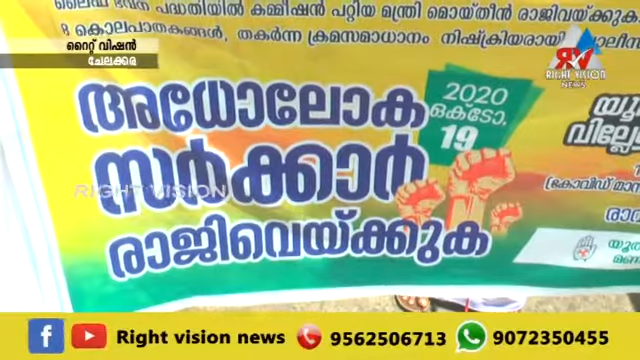 ലൈഫ് ഭവന പദ്ധതിയിൽ കമ്മീഷൻ പറ്റിയ മന്ത്രി മൊയ്തീൻ രാജിവയ്ക്കുക
8 കൊലപാതകങ്ങൾ, തകർന്ന ക്രമസമാധാനം നിഷ്ക്രിയരായ
റൈറ്റ് വിഷൻ
ചേലക്കര
RIGHT VISION
NEWS
അധോലോക
സർക്കാർ
രാജിവെയ്ക്കുക
2020
ഒക്ടോ.
19
RIGHT VISION
Right vision news 9562506713 9072350455